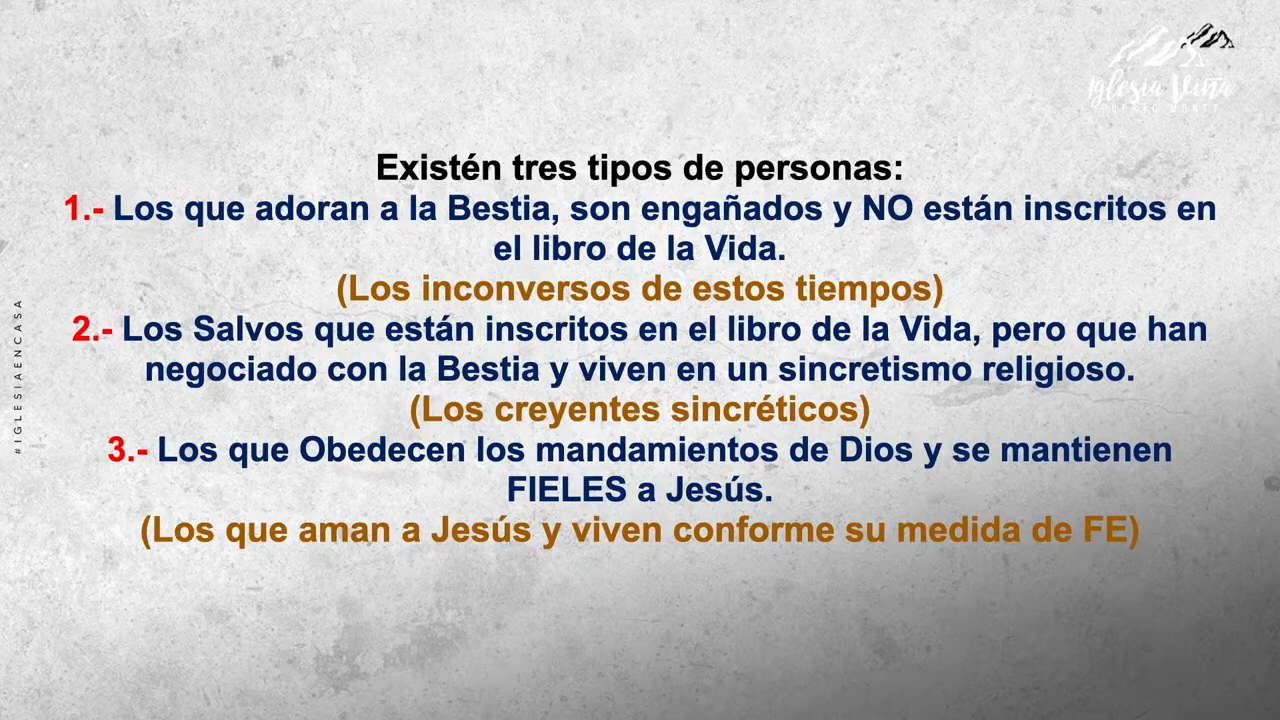 Iglesia Viña
PUERTO MONTT
Existén tres tipos de personas:
1.- Los que adoran a la Bestia, son engañados y NO están inscritos en
el libro de la Vida.
(Los inconversos de estos tiempos)
2.- Los Salvos que están inscritos en el libro de la Vida, pero que han
negociado con la Bestia y viven en un sincretismo religioso.
(Los creyentes sincréticos)
3.- Los que Obedecen los mandamientos de Dios y se mantienen
FIELES a Jesús.
(Los que aman a Jesús y viven conforme su medida de FE)
#IGLESIAENCASA